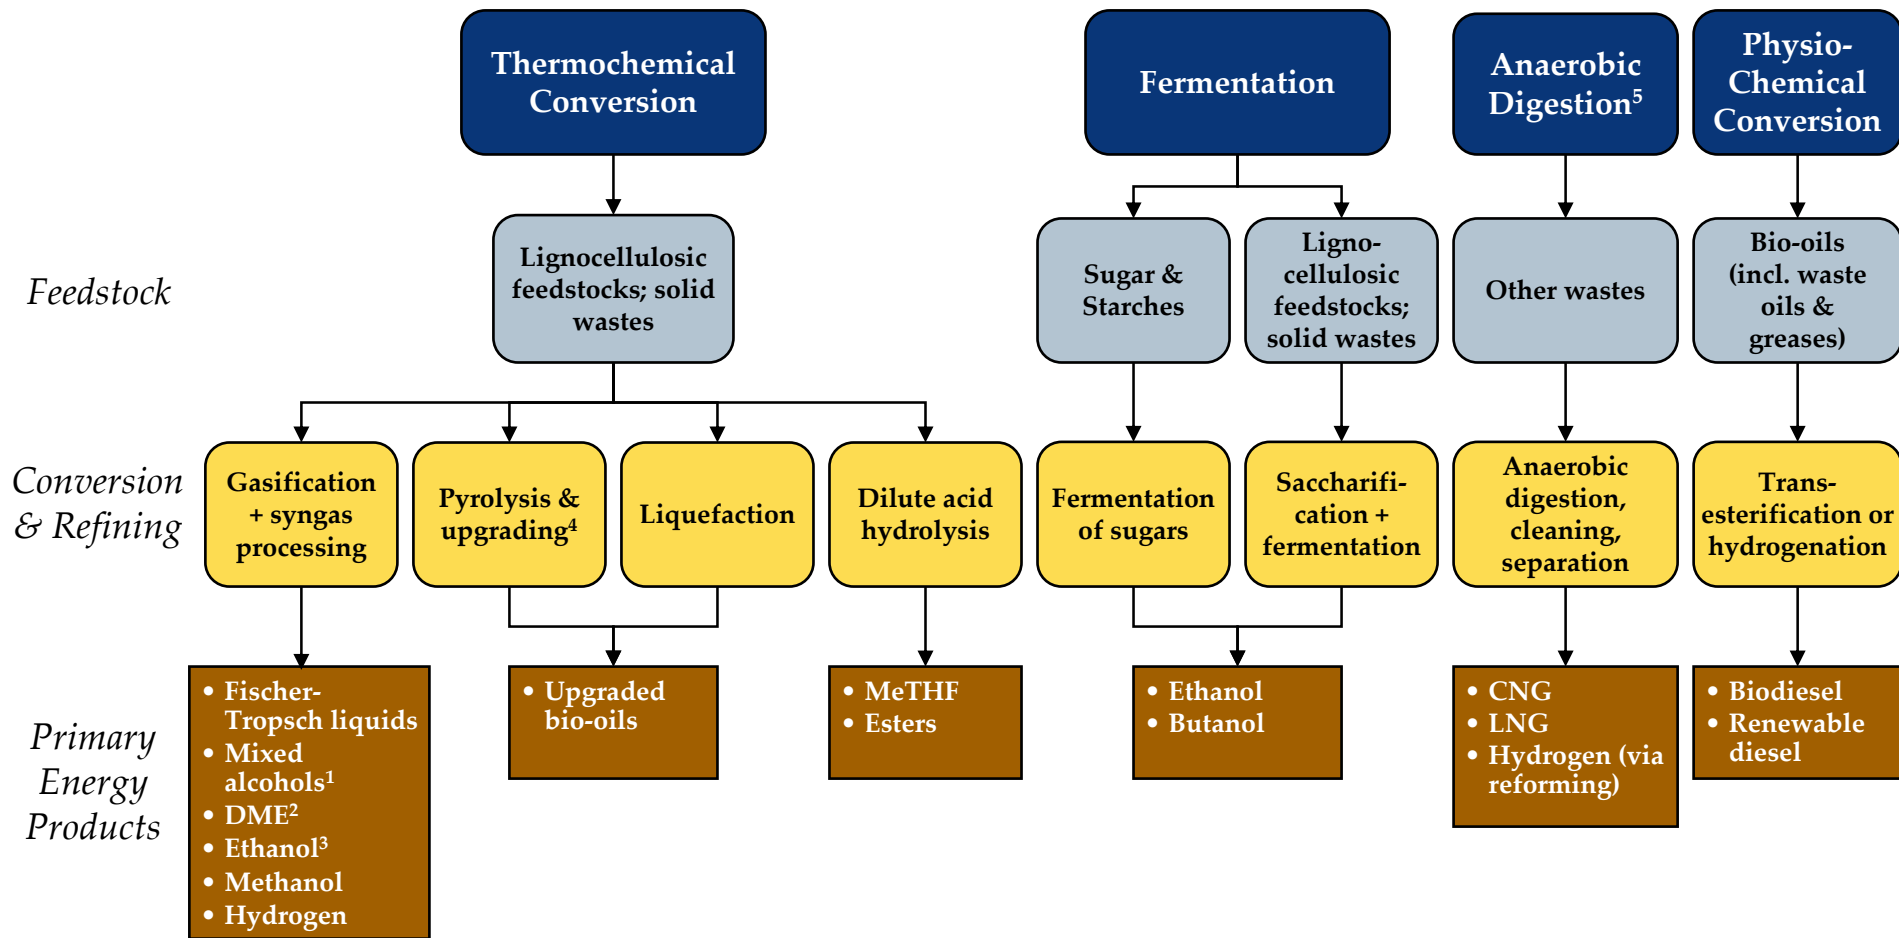 Thermochemical
Conversion
Fermentation
Anaerobic
Digestion⁵
Physio-
Chemical
Conversion
Feedstock
Lignocellulosic
feedstocks; solid
wastes
Sugar &
Starches
Ligno-
cellulosic
feedstocks;
solid wastes
Other wastes
Bio-oils
(incl. waste
oils &
greases)
Conversion
& Refining
Gasification
+ syngas
processing
Pyrolysis &
upgrading⁴
Liquefaction
Dilute acid
hydrolysis
Fermentation
of sugars
Saccharifi-
cation +
fermentation
Anaerobic
digestion,
cleaning,
separation
Trans-
esterification or
hydrogenation
Primary
Energy
Products
• Fischer-
Tropsch liquids
• Mixed
alcohols¹
• DME²
• Ethanol³
• Methanol
• Hydrogen
• Upgraded
bio-oils
• MeTHF
• Esters
• Ethanol
• Butanol
• CNG
• LNG
• Hydrogen (via
reforming)
• Biodiesel
• Renewable
diesel